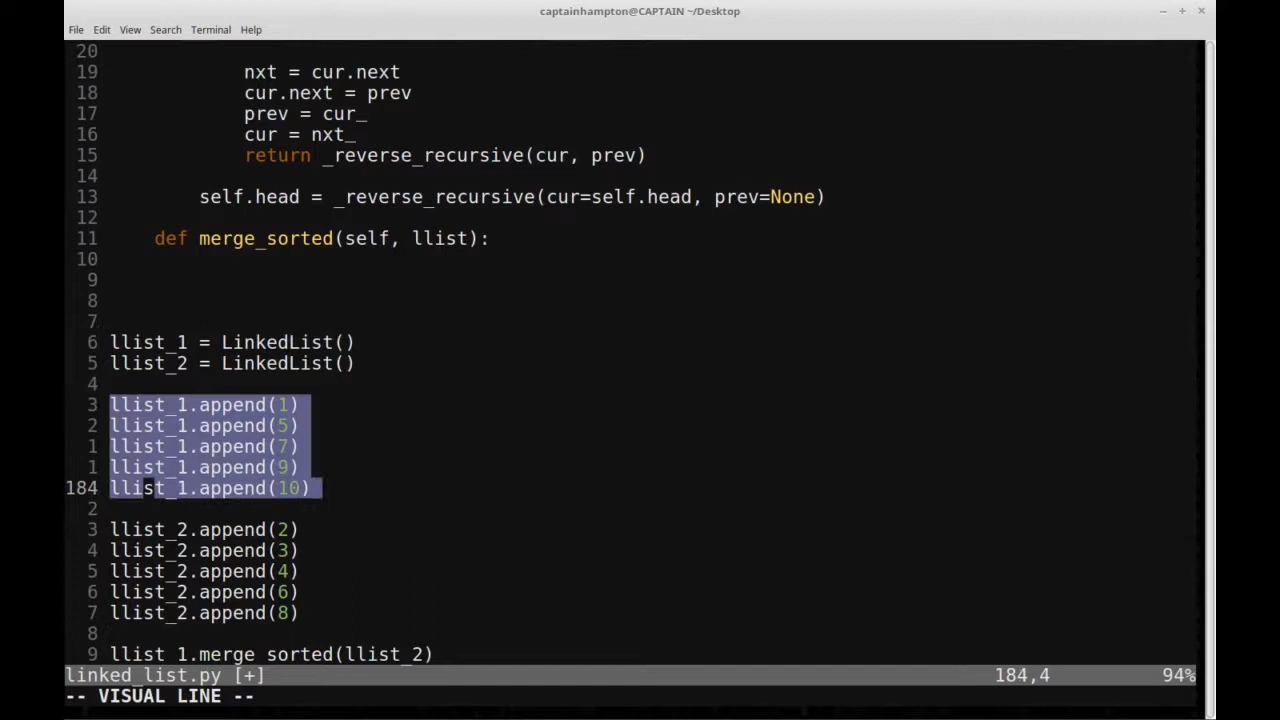 captainhampton@CAPTAIN ~/Desktop
File Edit View Search Terminal Help
20
19 nxt = cur.next
18 cur.next = prev
17 prev = cur_
16 cur = nxt_
15 return _reverse_recursive(cur, prev)
14
13 self.head = _reverse_recursive(cur=self.head, prev=None)
12
11 def merge_sorted(self, llist):
10
9
8
7
6 llist_1 = LinkedList()
5 llist_2 = LinkedList()
4
3 llist_1.append(1)
2 llist_1.append(5)
1 llist_1.append(7)
1 llist_1.append(9)
184 llist_1.append(10)
2
3 llist_2.append(2)
4 llist_2.append(3)
5 llist_2.append(4)
6 llist_2.append(6)
7 llist_2.append(8)
8
9 llist 1.merge sorted(llist_2)
linked_list.py [+] 184,4 94%
-- VISUAL LINE --